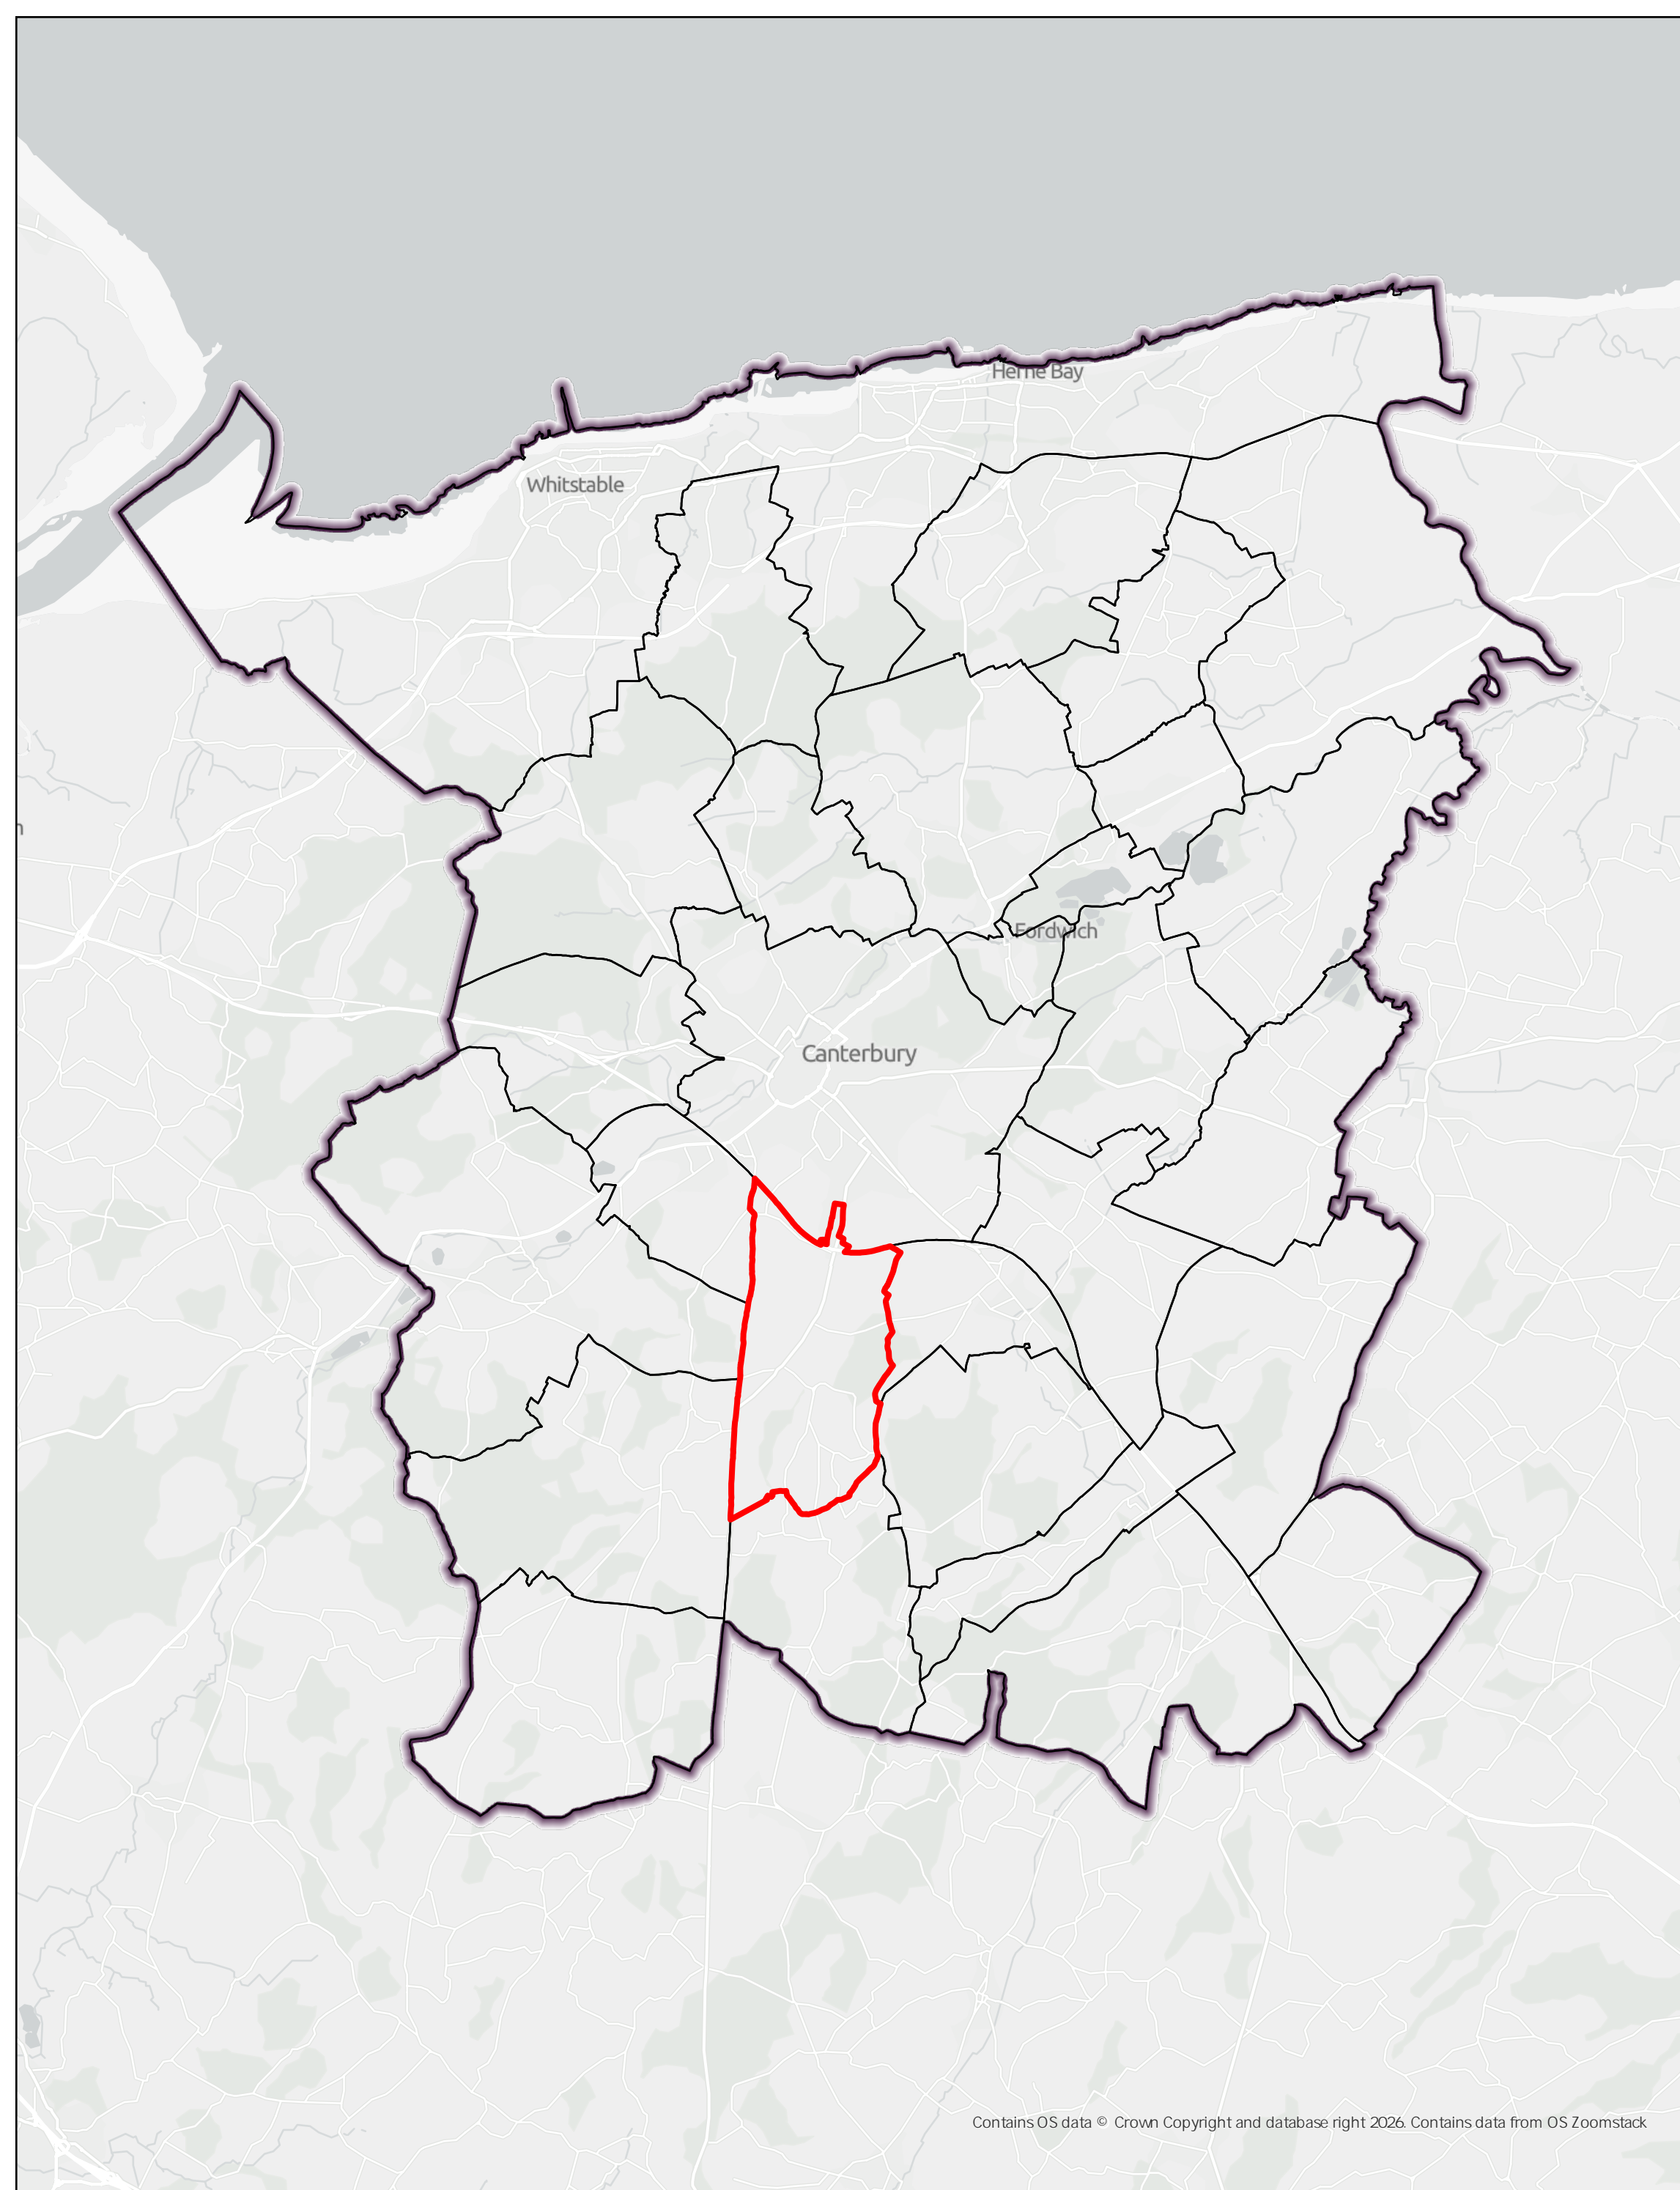 Herne Bay
Whitstable
Fordwich
Canterbury
Contains OS data © Crown Copyright and database right 2026. Contains data from OS Zoomstack